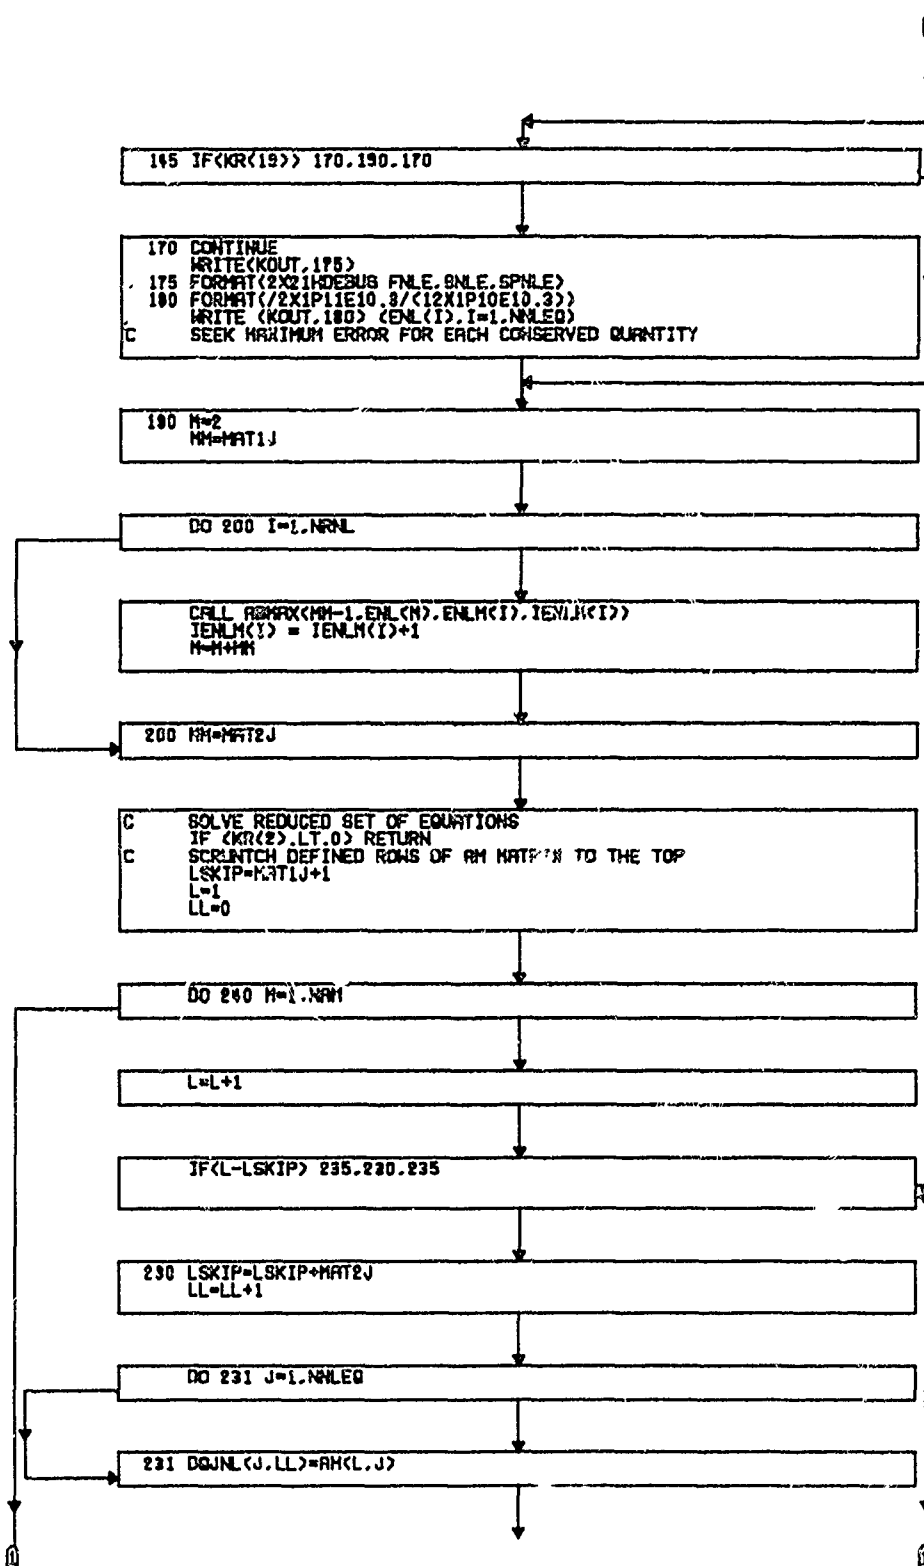 145 IF(KR(19)) 170,190,170
170 CONTINUE
WRITE(KOUT,175)
175 FORMAT(2X21HDEBUG FNLE,GNLE,SPNLE)
180 FORMAT(/2X1P11E10.3/(12X1P10E10.3))
WRITE (KOUT,180) (ENL(I),I=1,NNLEQ)
C SEEK MAXIMUM ERROR FOR EACH CONSERVED QUANTITY
190 M=2
MM=MAT1J
DO 200 I=1,NRNL
CALL ABMAX(MM-1,ENL(M),ENLM(I),IENLM(I))
IENLM(I) = IENLM(I)+1
M=M+MM
200 MM=MAT2J
C SOLVE REDUCED SET OF EQUATIONS
IF (KR(2).LT.0) RETURN
C SCRUNTCH DEFINED ROWS OF AM MATRIX TO THE TOP
LSKIP=MAT1J+1
L=1
LL=0
DO 240 M=1,NAM
L=L+1
IF(L-LSKIP) 235,230,235
230 LSKIP=LSKIP+MAT2J
LL=LL+1
DO 231 J=1,NNLEQ
231 DQJNL(J,LL)=AM(L,J)
1